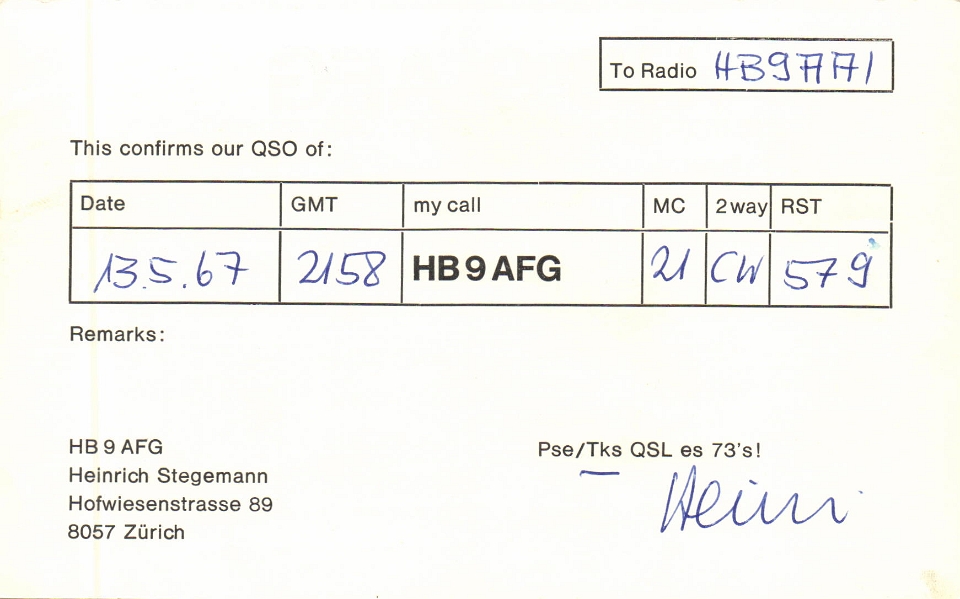 To Radio HB9AAI
This confirms our QSO of:
Date GMT my call MC 2way RST
13.5.67 2158 HB9AFG 21 CW 579
Remarks:
HB 9 AFG
Heinrich Stegemann
Hofwiesenstrasse 89
8057 Zürich
Pse/Tks QSL es 73's!
Heini